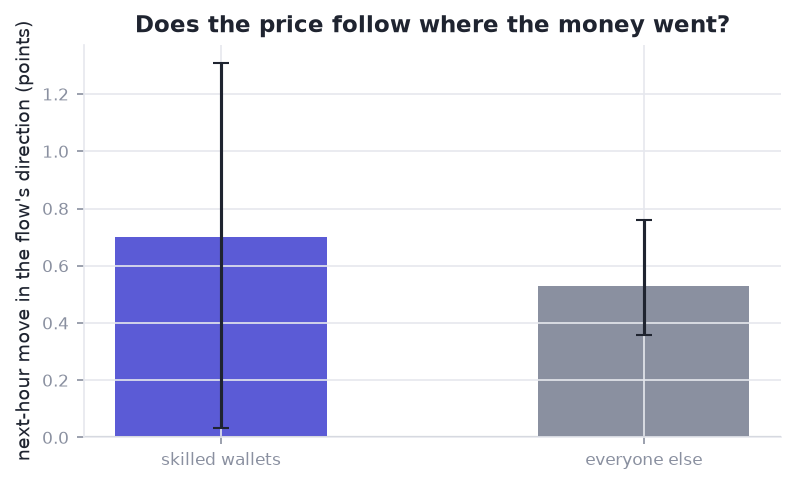 Does the price follow where the money went?
next-hour move in the flow's direction (points)
1.2
1.0
0.8
0.6
0.4
0.2
0.0
skilled wallets
everyone else